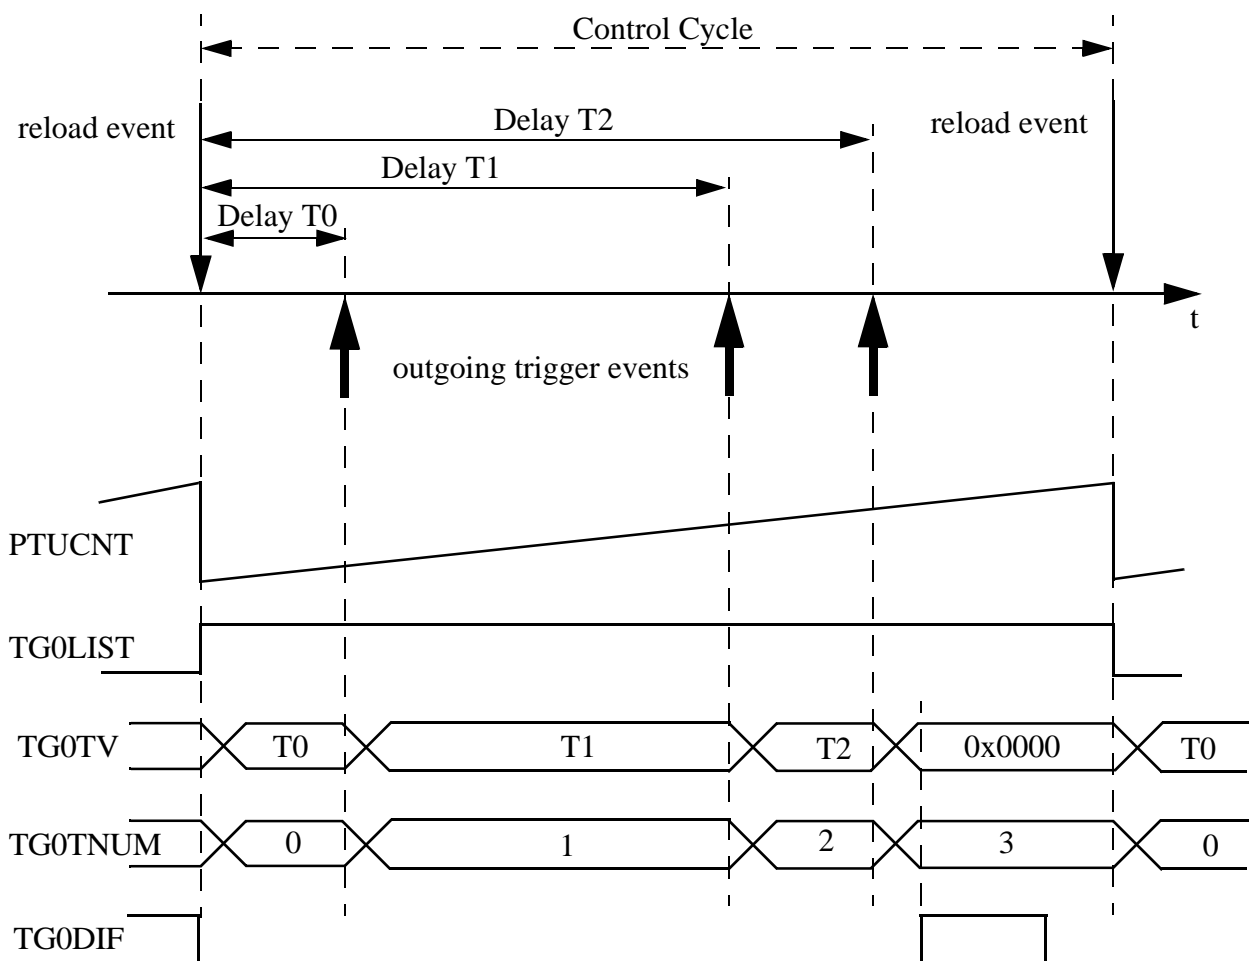 Control Cycle
reload event
Delay T2
reload event
Delay T1
Delay T0
t
outgoing trigger events
PTUCNT
TG0LIST
TG0TV T0 T1 T2 0x0000 T0
TG0TNUM 0 1 2 3 0
TG0DIF